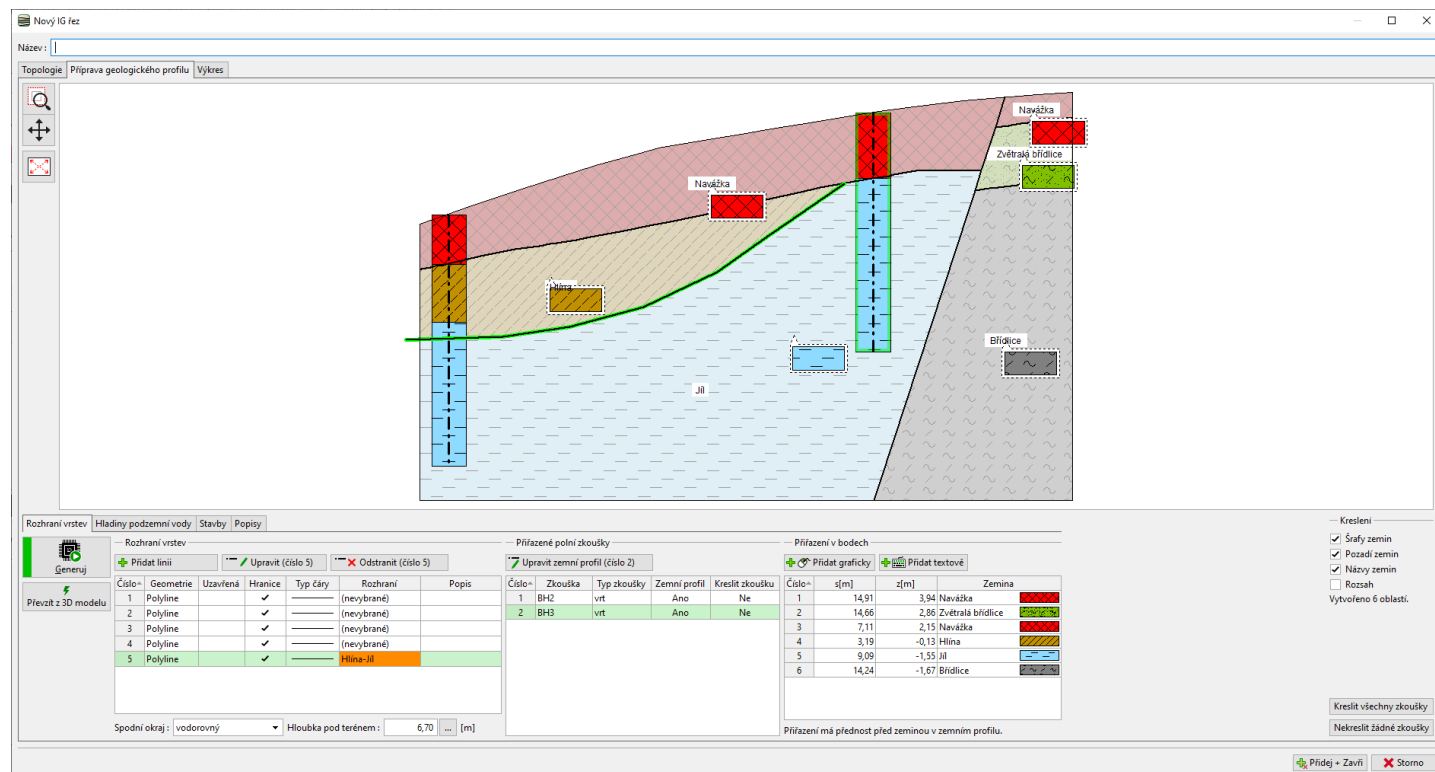 Nový IG řez
Název :
Topologie Příprava geologického profilu Výkres
Navážka
Zvětralá břidlice
Navážka
Hlína
Břidlice
Jíl
Rozhraní vrstev Hladiny podzemní vody Stavby Popisy
Generuj
Převzít z 3D modelu
Rozhraní vrstev
Přidat linii Upravit (číslo 5) Odstranit (číslo 5)
Číslo Geometrie Uzavřená Hranice Typ čáry Rozhraní Popis
1 Polyline (nevybrané)
2 Polyline (nevybrané)
3 Polyline (nevybrané)
4 Polyline (nevybrané)
5 Polyline Hlína-Jíl
Spodní okraj : vodorovný Hloubka pod terénem : 6,70 ... [m]
Přiřazené polní zkoušky
Upravit zemní profil (číslo 2)
Číslo Zkouška Typ zkoušky Zemní profil Kreslit zkoušku
1 BH2 vrt Ano Ne
2 BH3 vrt Ano Ne
Přiřazení v bodech
Přidat graficky Přidat textově
Číslo s[m] z[m] Zemina
1 14,91 3,94 Navážka
2 14,66 2,86 Zvětralá břidlice
3 7,11 2,15 Navážka
4 3,19 -0,13 Hlína
5 9,09 -1,55 Jíl
6 14,24 -1,67 Břidlice
Přiřazení má přednost před zeminou v zemním profilu.
Kreslení
Šrafy zemin
Pozadí zemin
Názvy zemin
Rozsah
Vytvořeno 6 oblastí.
Kreslit všechny zkoušky
Nekreslit žádné zkoušky
Přidej + Zavři Storno